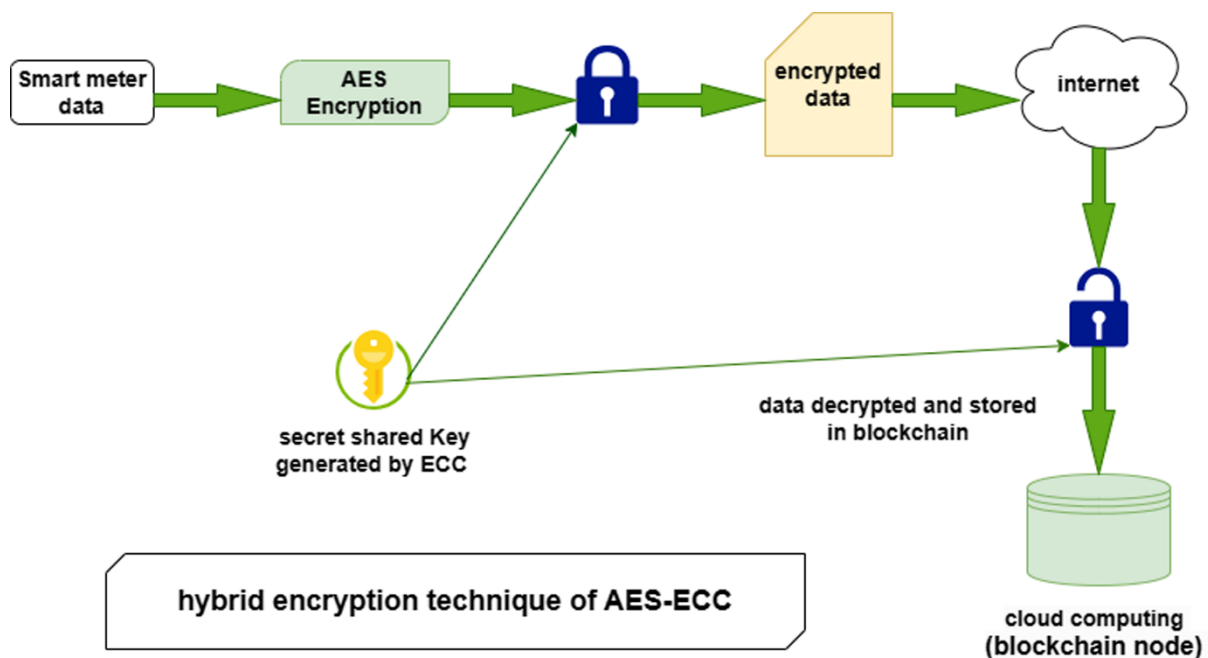 Smart meter
data
AES
Encryption
encrypted
data
internet
secret shared Key
generated by ECC
data decrypted and stored
in blockchain
hybrid encryption technique of AES-ECC
cloud computing
(blockchain node)